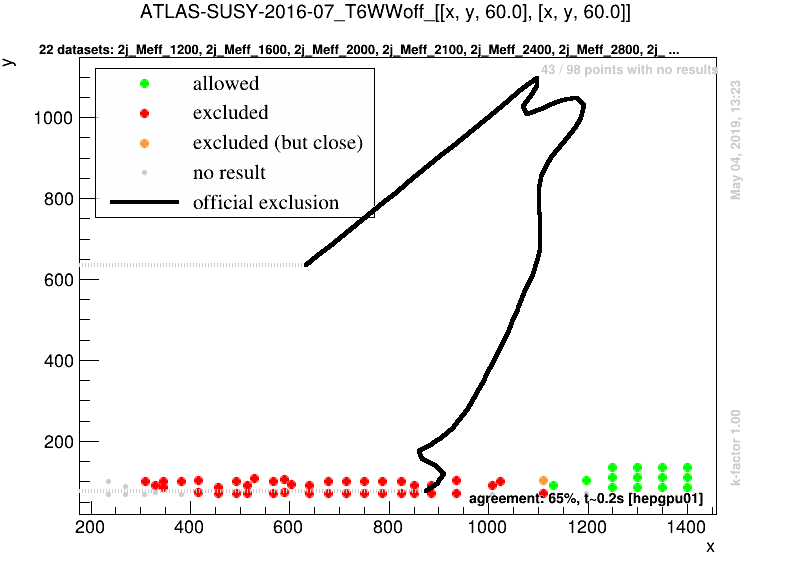 ATLAS-SUSY-2016-07_T6WWoff_[[x, y, 60.0], [x, y, 60.0]]
22 datasets: 2j_Meff_1200, 2j_Meff_1600, 2j_Meff_2000, 2j_Meff_2100, 2j_Meff_2400, 2j_Meff_2800, 2j_ ...
y
43 / 98 points with no results
allowed
excluded
excluded (but close)
no result
official exclusion
1000
800
600
400
200
May 04, 2019, 13:23
k-factor 1.00
agreement: 65%, t~0.2s [hepgpu01]
200 400 600 800 1000 1200 1400
x